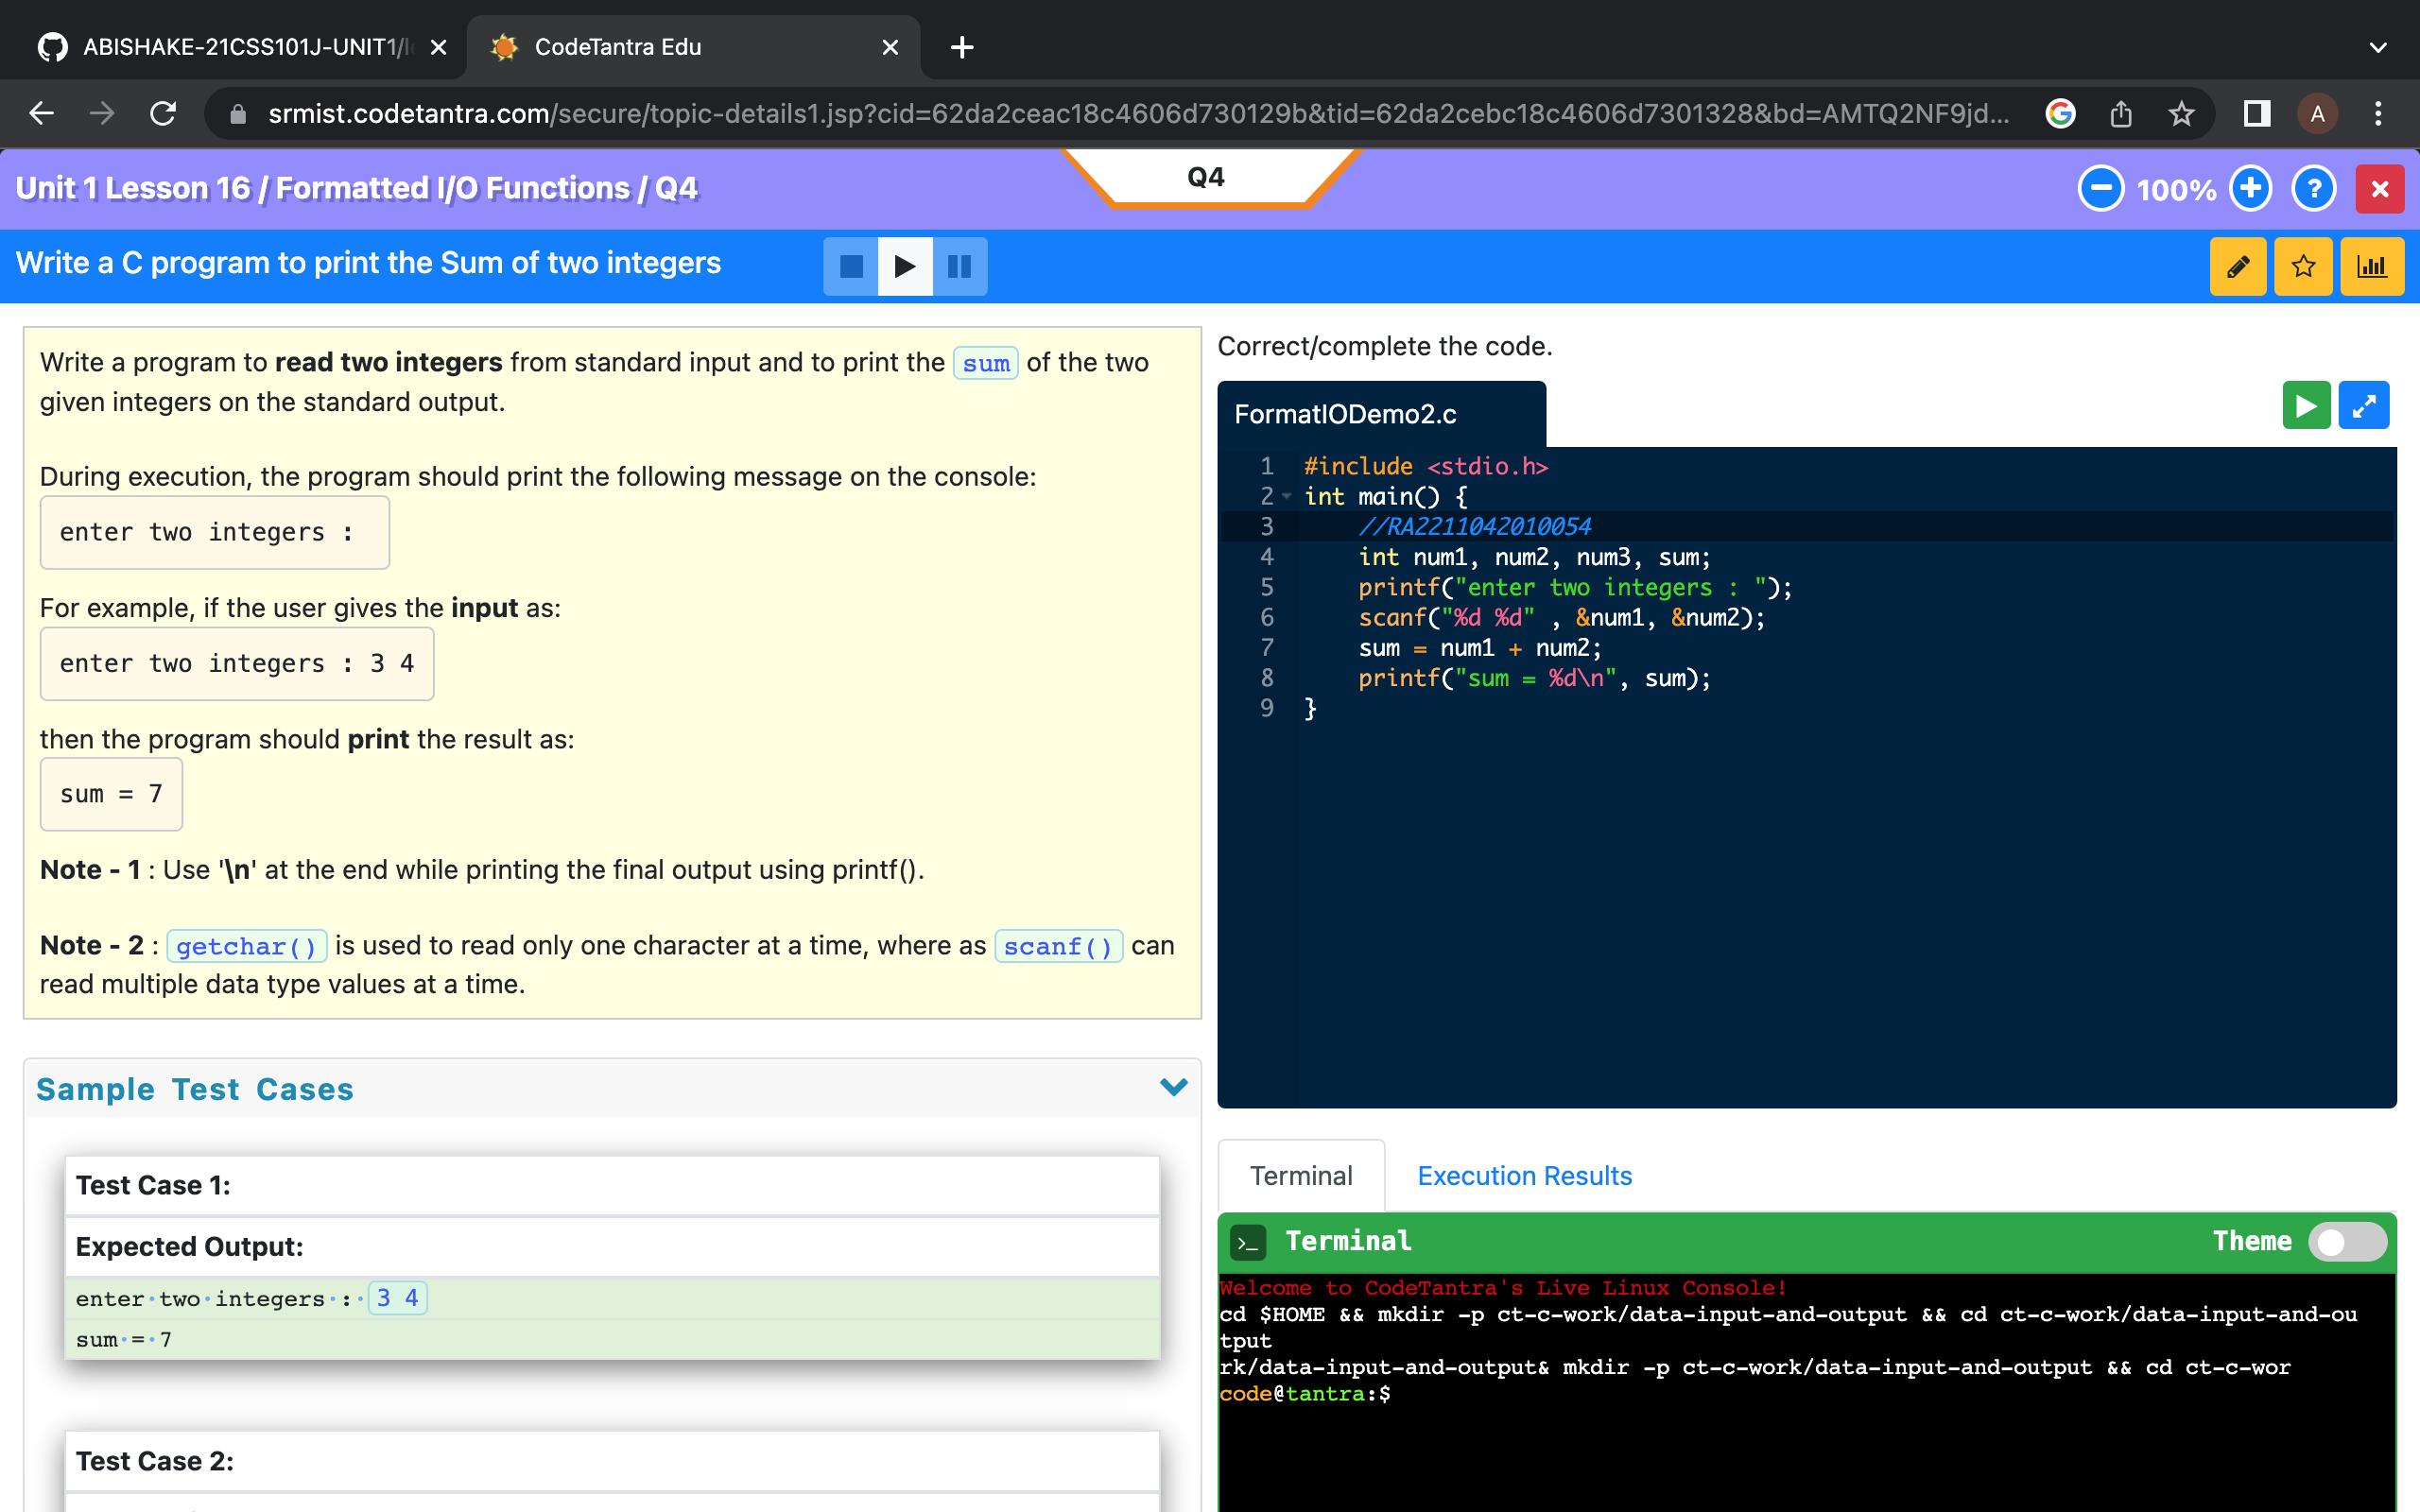 ABISHAKE-21CSS101J-UNIT1/
CodeTantra Edu
srmist.codetantra.com/secure/topic-details1.jsp?cid=62da2ceac18c4606d730129b&tid=62da2cebc18c4606d7301328&bd=AMTQ2NF9jd...
A
Unit 1 Lesson 16 / Formatted I/O Functions / Q4
Q4
100%
Write a C program to print the Sum of two integers
Write a program to read two integers from standard input and to print the sum of the two
given integers on the standard output.
During execution, the program should print the following message on the console:
enter two integers :
For example, if the user gives the input as:
enter two integers : 3 4
then the program should print the result as:
sum = 7
Note - 1 : Use '\n' at the end while printing the final output using printf().
Note - 2 : getchar() is used to read only one character at a time, where as scanf() can
read multiple data type values at a time.
Sample Test Cases
Test Case 1:
Expected Output:
enter·two·integers·:· 3 4
sum·=·7
Test Case 2:
Correct/complete the code.
FormatIODemo2.c
1 #include <stdio.h>
2 int main() {
3 //RA2211042010054
4 int num1, num2, num3, sum;
5 printf("enter two integers : ");
6 scanf("%d %d" , &num1, &num2);
7 sum = num1 + num2;
8 printf("sum = %d\n", sum);
9 }
Terminal
Execution Results
Terminal
Theme
Welcome to CodeTantra's Live Linux Console!
cd $HOME && mkdir -p ct-c-work/data-input-and-output && cd ct-c-work/data-input-and-ou
tput
rk/data-input-and-output& mkdir -p ct-c-work/data-input-and-output && cd ct-c-wor
code@tantra:$